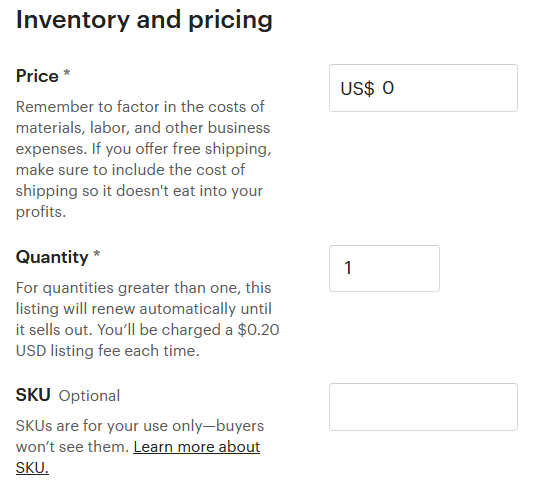 Inventory and pricing
Price *
US$ 0
Remember to factor in the costs of
materials, labor, and other business
expenses. If you offer free shipping,
make sure to include the cost of
shipping so it doesn't eat into your
profits.
Quantity *
1
For quantities greater than one, this
listing will renew automatically until
it sells out. You’ll be charged a $0.20
USD listing fee each time.
SKU Optional
SKUs are for your use only—buyers
won’t see them. Learn more about
SKU.